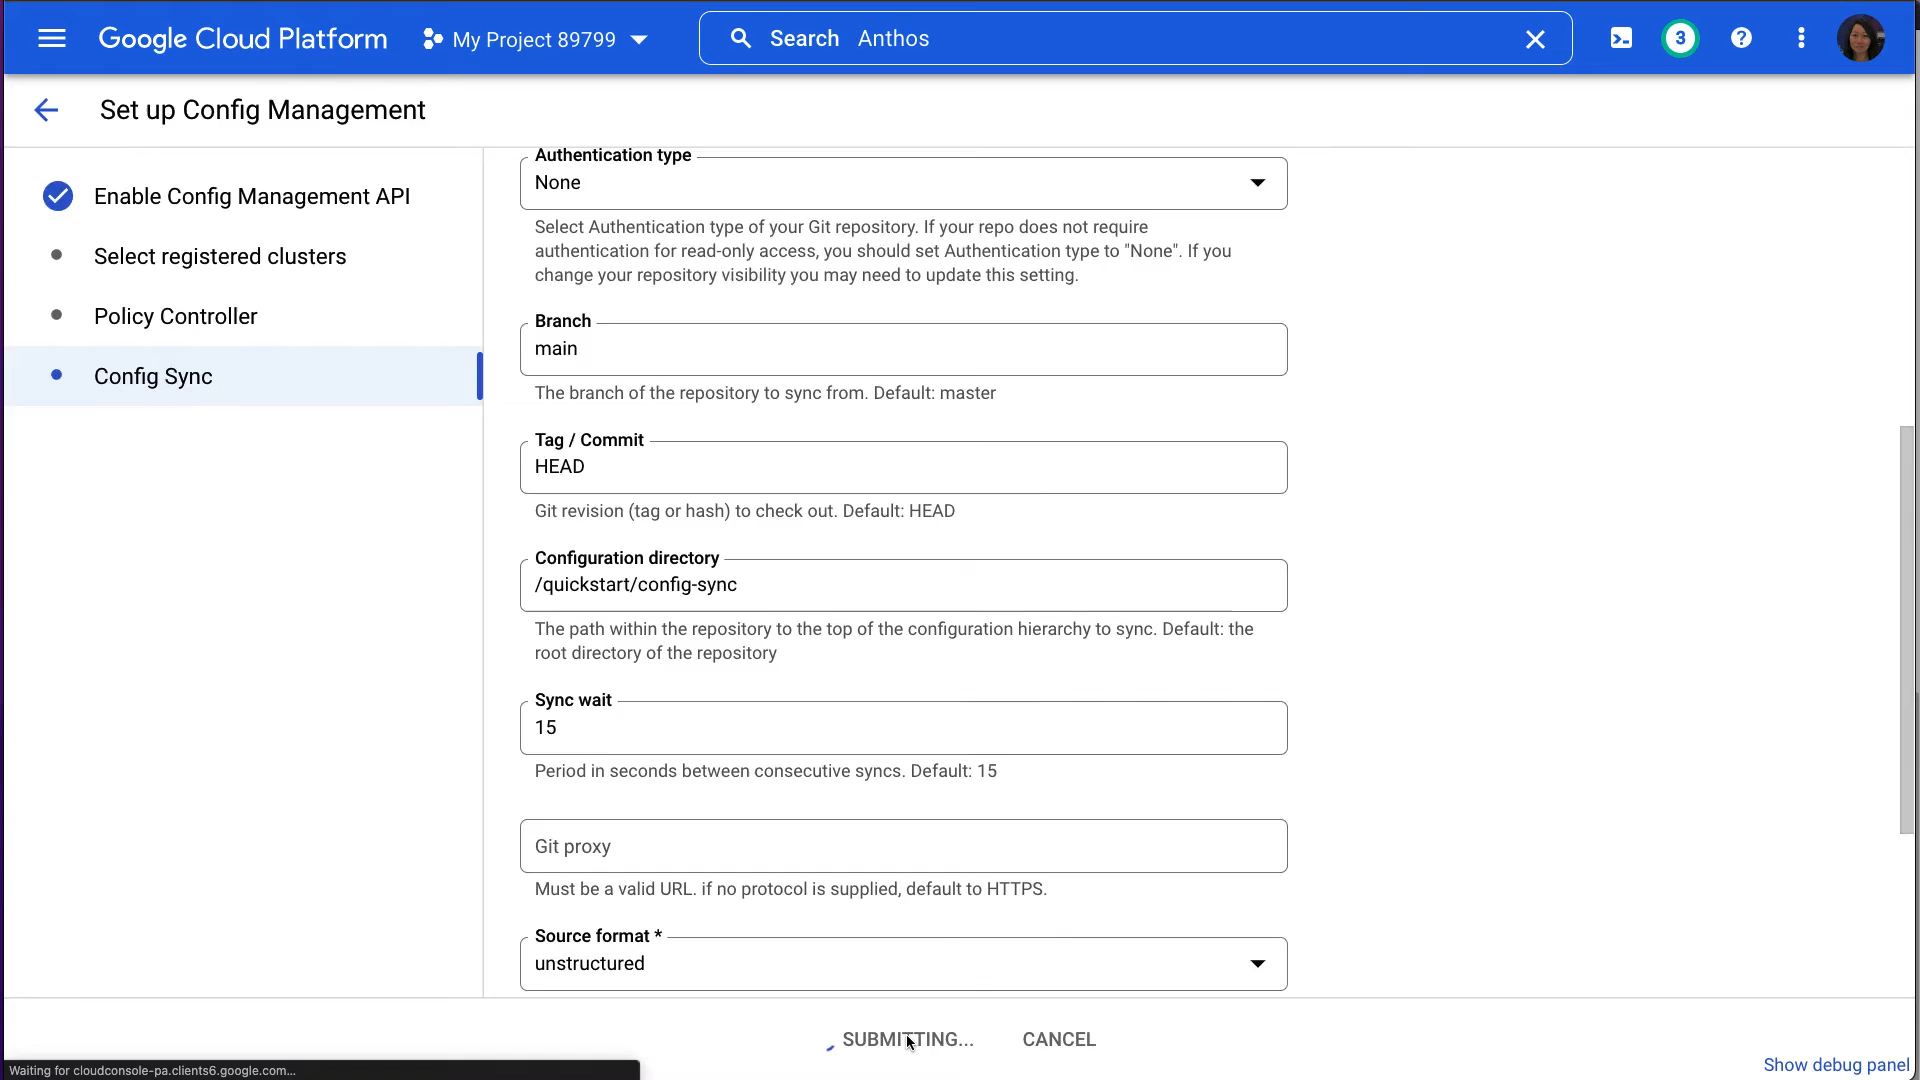 Google Cloud Platform
My Project 89799
Search Anthos
3
Set up Config Management
Enable Config Management API
Select registered clusters
Policy Controller
Config Sync
Authentication type
None
Select Authentication type of your Git repository. If your repo does not require
authentication for read-only access, you should set Authentication type to "None". If you
change your repository visibility you may need to update this setting.
Branch
main
The branch of the repository to sync from. Default: master
Tag / Commit
HEAD
Git revision (tag or hash) to check out. Default: HEAD
Configuration directory
/quickstart/config-sync
The path within the repository to the top of the configuration hierarchy to sync. Default: the
root directory of the repository
Sync wait
15
Period in seconds between consecutive syncs. Default: 15
Git proxy
Must be a valid URL. if no protocol is supplied, default to HTTPS.
Source format *
unstructured
SUBMITTING...
CANCEL
Show debug panel
Waiting for cloudconsole-pa.clients6.google.com...